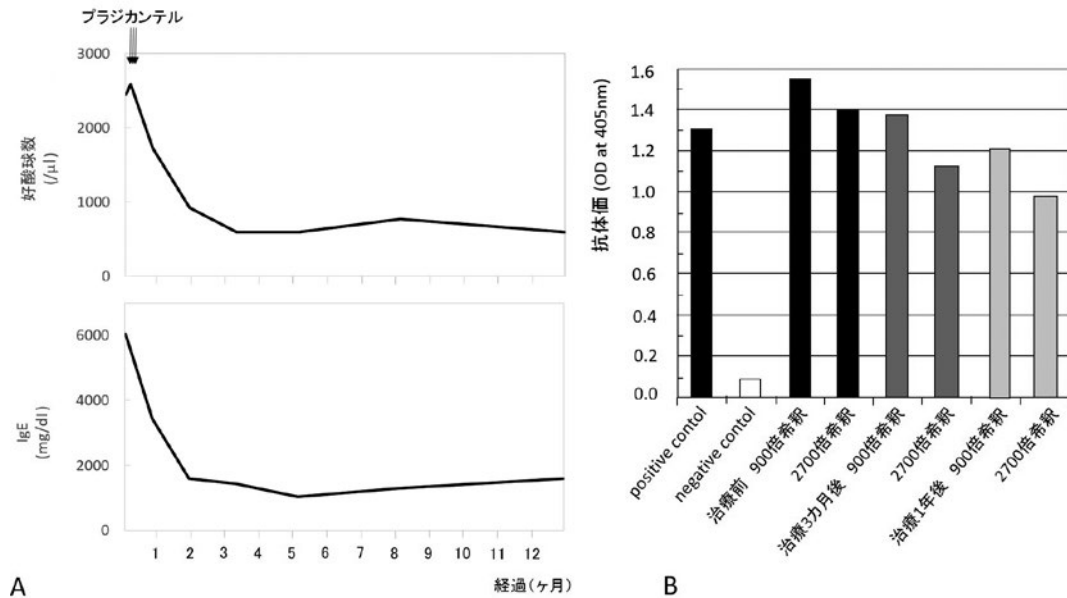 プラジカンテル
3000
2000
1000
0
好酸球数
(/μl)
6000
4000
2000
0
IgE
(mg/dl)
1 2 3 4 5 6 7 8 9 10 11 12
経過(ヶ月)
A
1.6
1.4
1.2
1.0
0.8
0.6
0.4
0.2
0.0
抗体価 (OD at 405nm)
positive contol
negative contol
治療前 900倍希釈
2700倍希釈
治療3カ月後 900倍希釈
2700倍希釈
治療1年後 900倍希釈
2700倍希釈
B